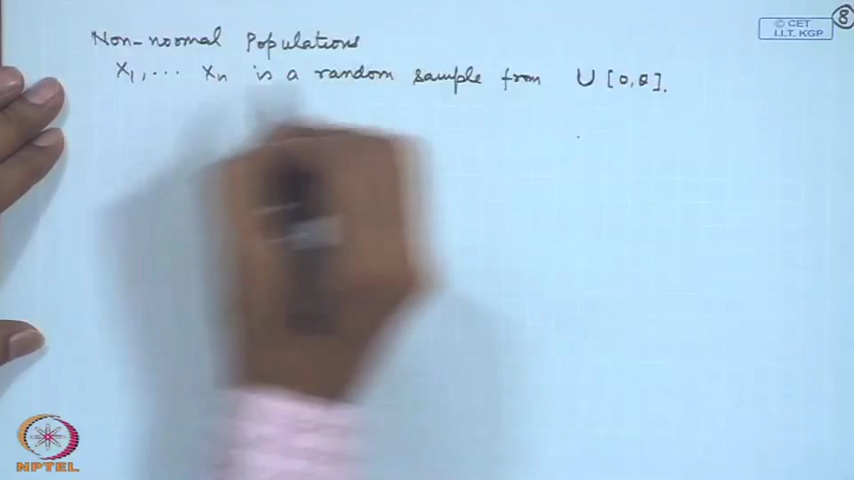 Non-normal Populations
X1, ... Xn is a random sample from U [0, θ].
© CET
I.I.T. KGP
8
NPTEL